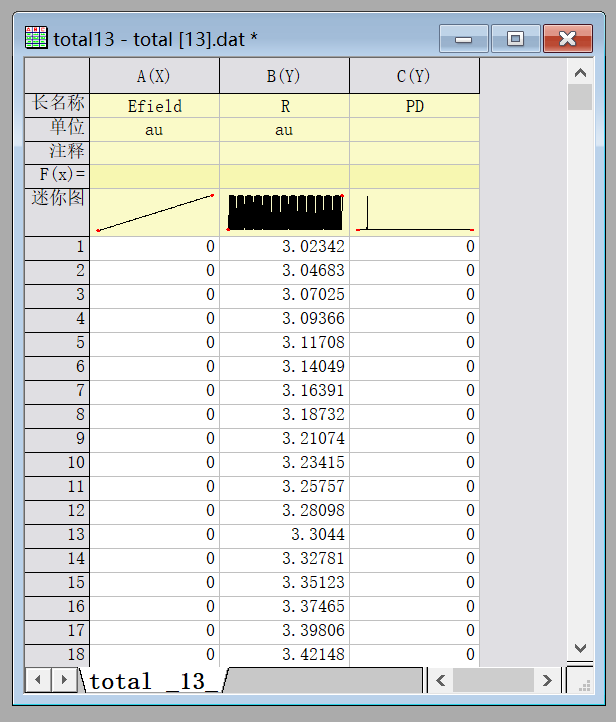 total13 - total [13].dat *
A(X) B(Y) C(Y)
长名称 Efield R PD
单位 au au
注释
F(x)=
迷你图
1 0 3.02342 0
2 0 3.04683 0
3 0 3.07025 0
4 0 3.09366 0
5 0 3.11708 0
6 0 3.14049 0
7 0 3.16391 0
8 0 3.18732 0
9 0 3.21074 0
10 0 3.23415 0
11 0 3.25757 0
12 0 3.28098 0
13 0 3.3044 0
14 0 3.32781 0
15 0 3.35123 0
16 0 3.37465 0
17 0 3.39806 0
18 0 3.42148 0
total _13_